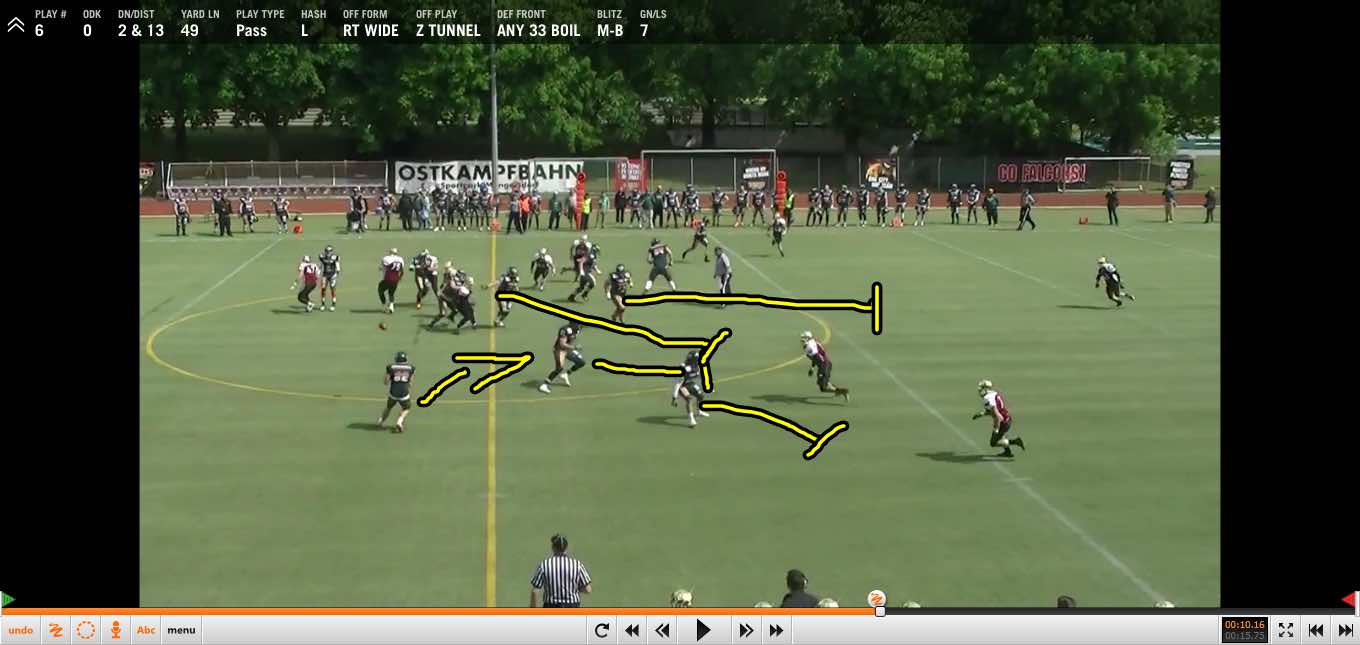 PLAY # ODK DN/DIST YARD LN PLAY TYPE HASH OFF FORM OFF PLAY DEF FRONT BLITZ GN/LS
6 0 2 & 13 49 Pass L RT WIDE Z TUNNEL ANY 33 BOIL M-B 7
OSTKAMPFBAHN
GO FALCONS!
undo Abc menu
00:10.16
00:15.75